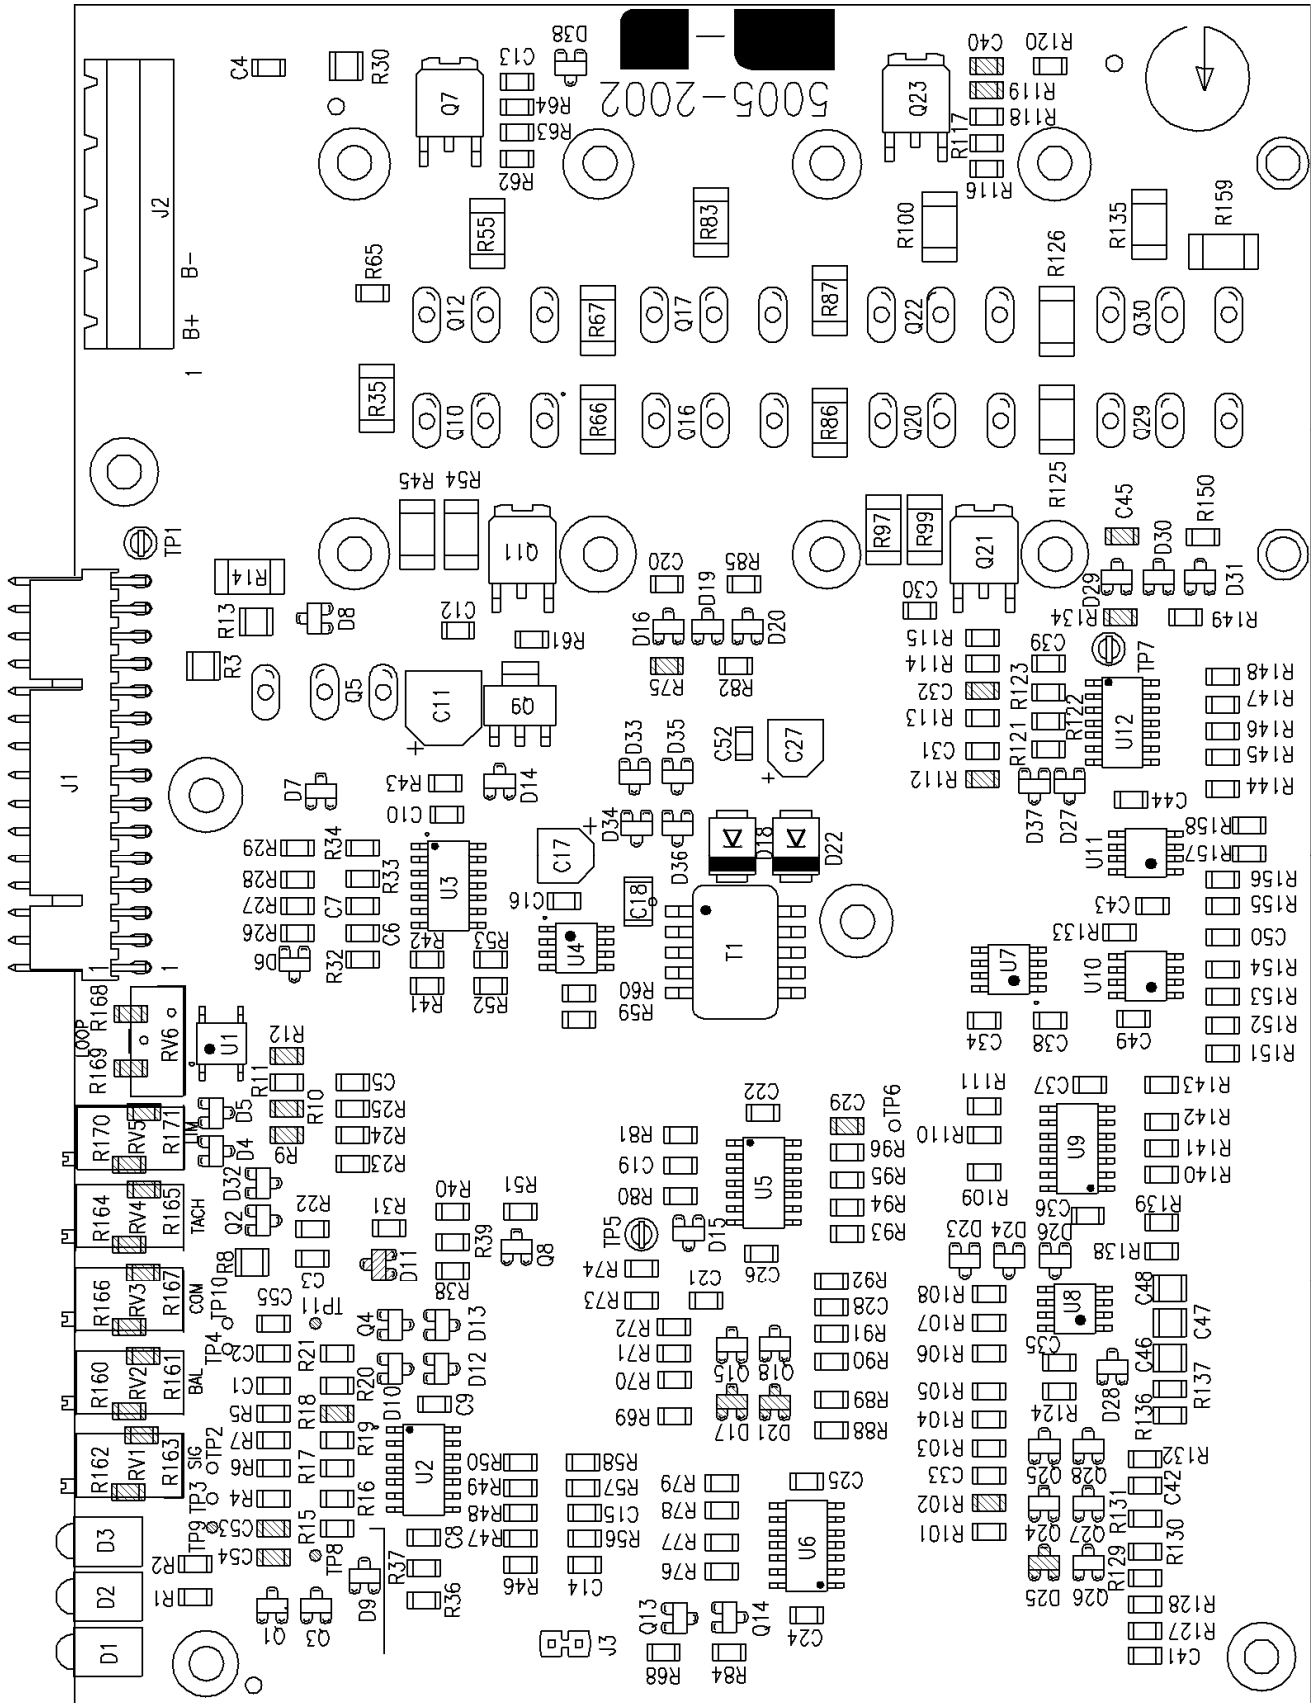 D38
C4
R30
C13
Q7
R64
R63
R62
5005-2002
C40
R120
Q23
R119
R118
R117
R116
J2
B-
B+
1
R65
R55
R83
R100
R126
R135
R159
Q12
R67
Q17
R87
Q22
Q30
R35
Q10
R66
Q16
R86
Q20
Q29
TP1
R45
R54
Q11
R97
R99
Q21
R125
C45
D30
R150
R14
R13
R3
D8
C12
R61
C20
R85
D16
D19
D20
R75
R82
C30
D29
D31
R134
R149
R115
R114
C32
R113
C31
R112
C39
R123
R121
R122
TP7
U12
J1
Q5
C11
+
Q9
D7
R43
C10
D14
D33
D35
C52
C27
+
D34
D36
D18
D22
D37
D27
C44
R148
R147
R146
R145
R144
R29
R28
R27
R26
D6
R34
R33
C7
C6
R32
U3
R42
R41
R53
R52
C17
+
C16
U4
C18
R60
R59
T1
U11
R158
R157
R156
R155
C50
R154
R153
R152
R151
C43
R133
U10
C49
U7
C34
C38
1
1
LOOP
R168
R169
RV6
U1
R12
R11
R10
R9
R170
RV5
R171
LIM
D5
D4
C5
R25
R24
R23
R164
RV4
R165
TACH
D32
Q2
R22
R8
C3
R31
D11
R40
R39
R38
R51
Q8
R81
C19
R80
TP5
D15
C22
U5
C26
C29
TP6
R96
R95
R94
R93
R111
R110
R109
C37
U9
C36
R143
R142
R141
R140
R139
R138
D23
D24
D26
R166
RV3
R167
COM
TP10
TP4
C55
TP11
C2
R21
Q4
D13
D12
D10
R20
R74
R73
C21
R72
R71
R70
R69
Q15
Q18
D17
D21
R92
C28
R91
R90
R89
R88
R108
R107
R106
R105
R104
R103
C33
R102
R101
U8
C35
C48
C47
C46
R137
R136
D28
R124
R160
RV2
R161
BAL
C1
R5
R7
R6
R4
C53
C54
R18
R19
R17
R16
R15
C9
U2
C8
R162
RV1
R163
SIG
TP2
TP3
TP9
TP8
R50
R49
R48
R47
R46
R58
R57
C15
R56
C14
R79
R78
R77
R76
C25
U6
C24
Q25
Q28
Q24
Q27
D25
Q26
R132
C42
R131
R130
R129
R128
R127
C41
D3
D2
D1
R2
R1
Q1
Q3
D9
R37
R36
J3
Q13
Q14
R68
R84